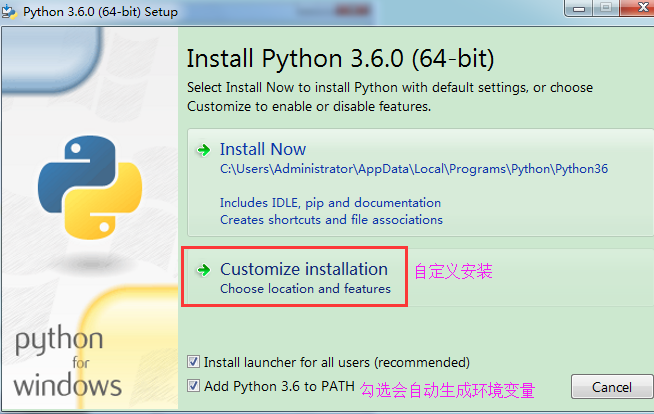 Python 3.6.0 (64-bit) Setup
Install Python 3.6.0 (64-bit)
Select Install Now to install Python with default settings, or choose
Customize to enable or disable features.
Install Now
C:\Users\Administrator\AppData\Local\Programs\Python\Python36
Includes IDLE, pip and documentation
Creates shortcuts and file associations
Customize installation 自定义安装
Choose location and features
python
for
windows
Install launcher for all users (recommended)
Add Python 3.6 to PATH 勾选会自动生成环境变量
Cancel